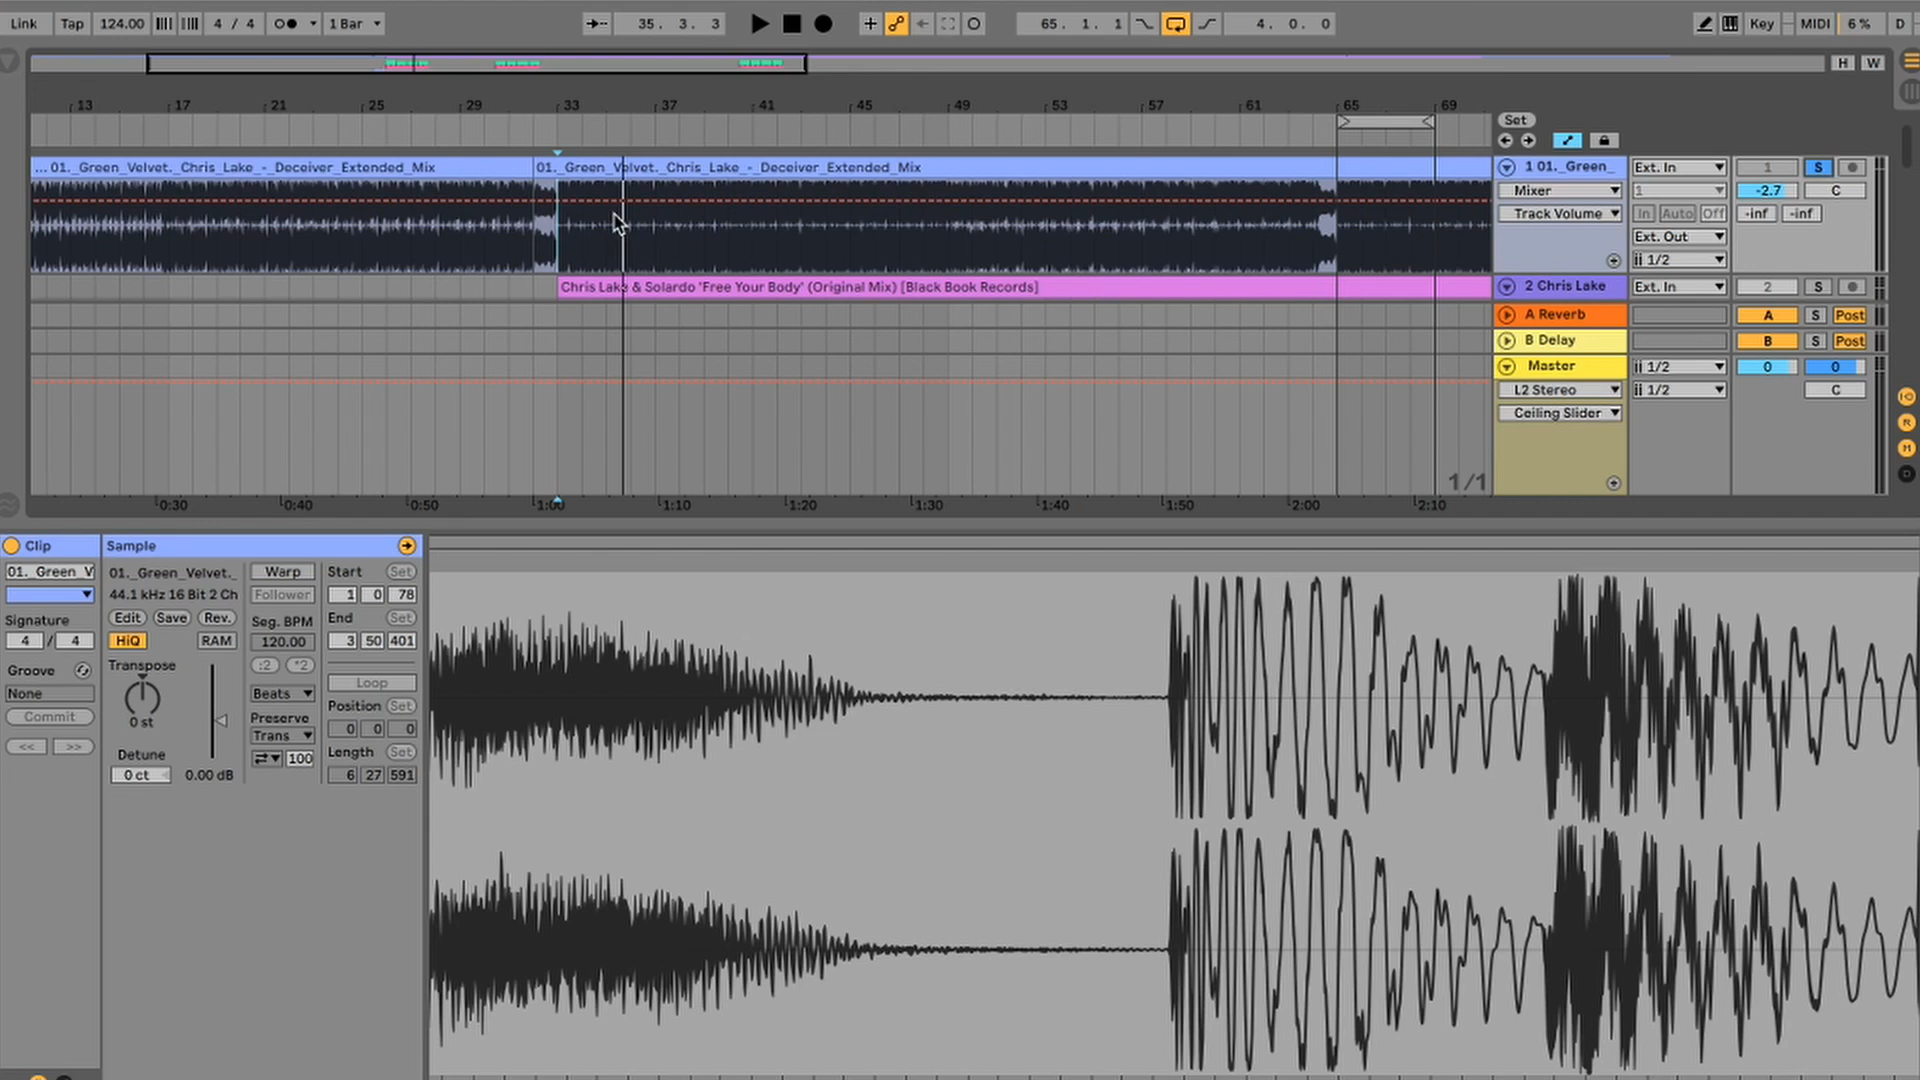 Link Tap 124.00 4 / 4 1 Bar 35. 3. 3 65. 1. 1 4. 0. 0 Key MIDI 6 % D
H W
13 17 21 25 29 33 37 41 45 49 53 57 61 65 69
Set
... 01._Green_Velvet._Chris_Lake_-_Deceiver_Extended_Mix 01._Green_Velvet._Chris_Lake_-_Deceiver_Extended_Mix 1 01._Green_ Ext. In 1 S
Mixer 1 -2.7 C
Track Volume In Auto Off -inf -inf
Ext. Out
1/2
Chris Lake & Solardo 'Free Your Body' (Original Mix) [Black Book Records] 2 Chris Lake Ext. In 2 S
A Reverb A S Post
B Delay B S Post
Master 1/2 0 0
L2 Stereo 1/2 C
Ceiling Slider
1/1
0:30 0:40 0:50 1:00 1:10 1:20 1:30 1:40 1:50 2:00 2:10
I·O
R
M
D
Clip Sample
01._Green_V 01._Green_Velvet._ Warp Start Set
44.1 kHz 16 Bit 2 Ch Follower 1 0 78
Signature Edit Save Rev. Seg. BPM End Set
4 / 4 HiQ RAM 120.00 3 50 401
Groove Transpose :2 *2
None Beats Loop
Commit 0 st Preserve Position Set
<< >> Trans 0 0 0
Detune 100 Length Set
0 ct 0.00 dB 6 27 591